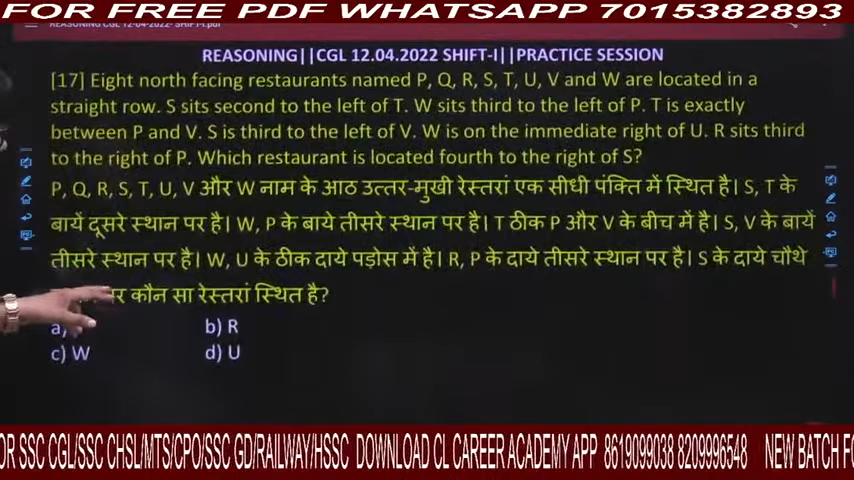 FOR FREE PDF WHATSAPP 7015382893
REASONING CGL 12-04-2022- SHIFT-I.pdf
REASONING||CGL 12.04.2022 SHIFT-I||PRACTICE SESSION
[17] Eight north facing restaurants named P, Q, R, S, T, U, V and W are located in a
straight row. S sits second to the left of T. W sits third to the left of P. T is exactly
between P and V. S is third to the left of V. W is on the immediate right of U. R sits third
to the right of P. Which restaurant is located fourth to the right of S?
P, Q, R, S, T, U, V और W नाम के आठ उत्तर-मुखी रेस्तरां एक सीधी पंक्ति में स्थित है। S, T के
बायें दूसरे स्थान पर है। W, P के बाये तीसरे स्थान पर है। T ठीक P और V के बीच में है। S, V के बायें
तीसरे स्थान पर है। W, U के ठीक दाये पड़ोस में है। R, P के दाये तीसरे स्थान पर है। S के दाये चौथे
कौन सा रेस्तरां स्थित है?
a) b) R
c) W d) U
OR SSC CGL/SSC CHSL/MTS/CPO/SSC GD/RAILWAY/HSSC DOWNLOAD CL CAREER ACADEMY APP 8619099038 8209996548 NEW BATCH FO